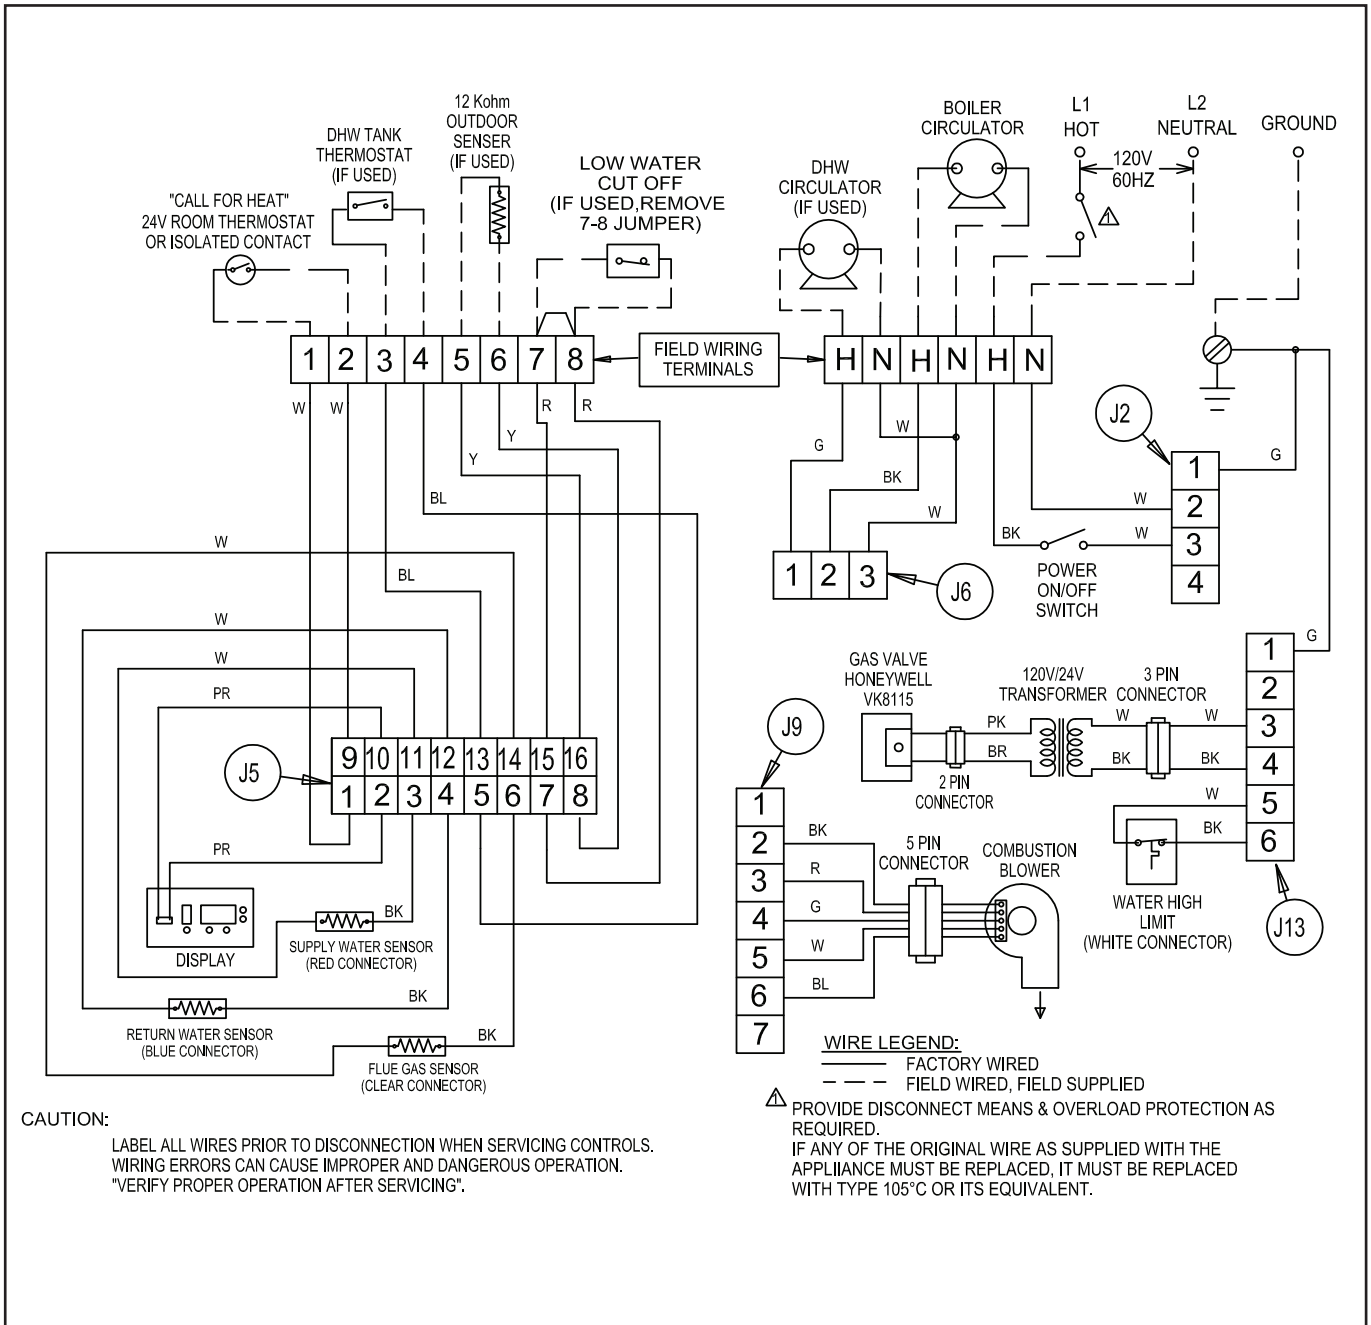 12 Kohm
OUTDOOR
SENSER
(IF USED)
DHW TANK
THERMOSTAT
(IF USED)
"CALL FOR HEAT"
24V ROOM THERMOSTAT
OR ISOLATED CONTACT
LOW WATER
CUT OFF
(IF USED,REMOVE
7-8 JUMPER)
BOILER
CIRCULATOR
DHW
CIRCULATOR
(IF USED)
L1
HOT
L2
NEUTRAL
GROUND
120V
60HZ
1
1 2 3 4 5 6 7 8
FIELD WIRING
TERMINALS
H N H N H N
W W R R
Y
Y
BL
W
BL
W
W
PR
J5
9 10 11 12 13 14 15 16
1 2 3 4 5 6 7 8
PR
DISPLAY
BK
SUPPLY WATER SENSOR
(RED CONNECTOR)
BK
RETURN WATER SENSOR
(BLUE CONNECTOR)
BK
FLUE GAS SENSOR
(CLEAR CONNECTOR)
G
W
BK
W
1 2 3
J6
J2
1
2
3
4
G
W
BK
W
POWER
ON/OFF
SWITCH
G
GAS VALVE
HONEYWELL
VK8115
120V/24V
TRANSFORMER
3 PIN
CONNECTOR
PK
BR
2 PIN
CONNECTOR
W W
BK BK
W
BK
1
2
3
4
5
6
J13
WATER HIGH
LIMIT
(WHITE CONNECTOR)
J9
1
2
3
4
5
6
7
BK
R
G
W
BL
5 PIN
CONNECTOR
COMBUSTION
BLOWER
WIRE LEGEND:
FACTORY WIRED
FIELD WIRED, FIELD SUPPLIED
1 PROVIDE DISCONNECT MEANS & OVERLOAD PROTECTION AS
REQUIRED.
IF ANY OF THE ORIGINAL WIRE AS SUPPLIED WITH THE
APPLIIANCE MUST BE REPLACED, IT MUST BE REPLACED
WITH TYPE 105°C OR ITS EQUIVALENT.
CAUTION:
LABEL ALL WIRES PRIOR TO DISCONNECTION WHEN SERVICING CONTROLS.
WIRING ERRORS CAN CAUSE IMPROPER AND DANGEROUS OPERATION.
"VERIFY PROPER OPERATION AFTER SERVICING".